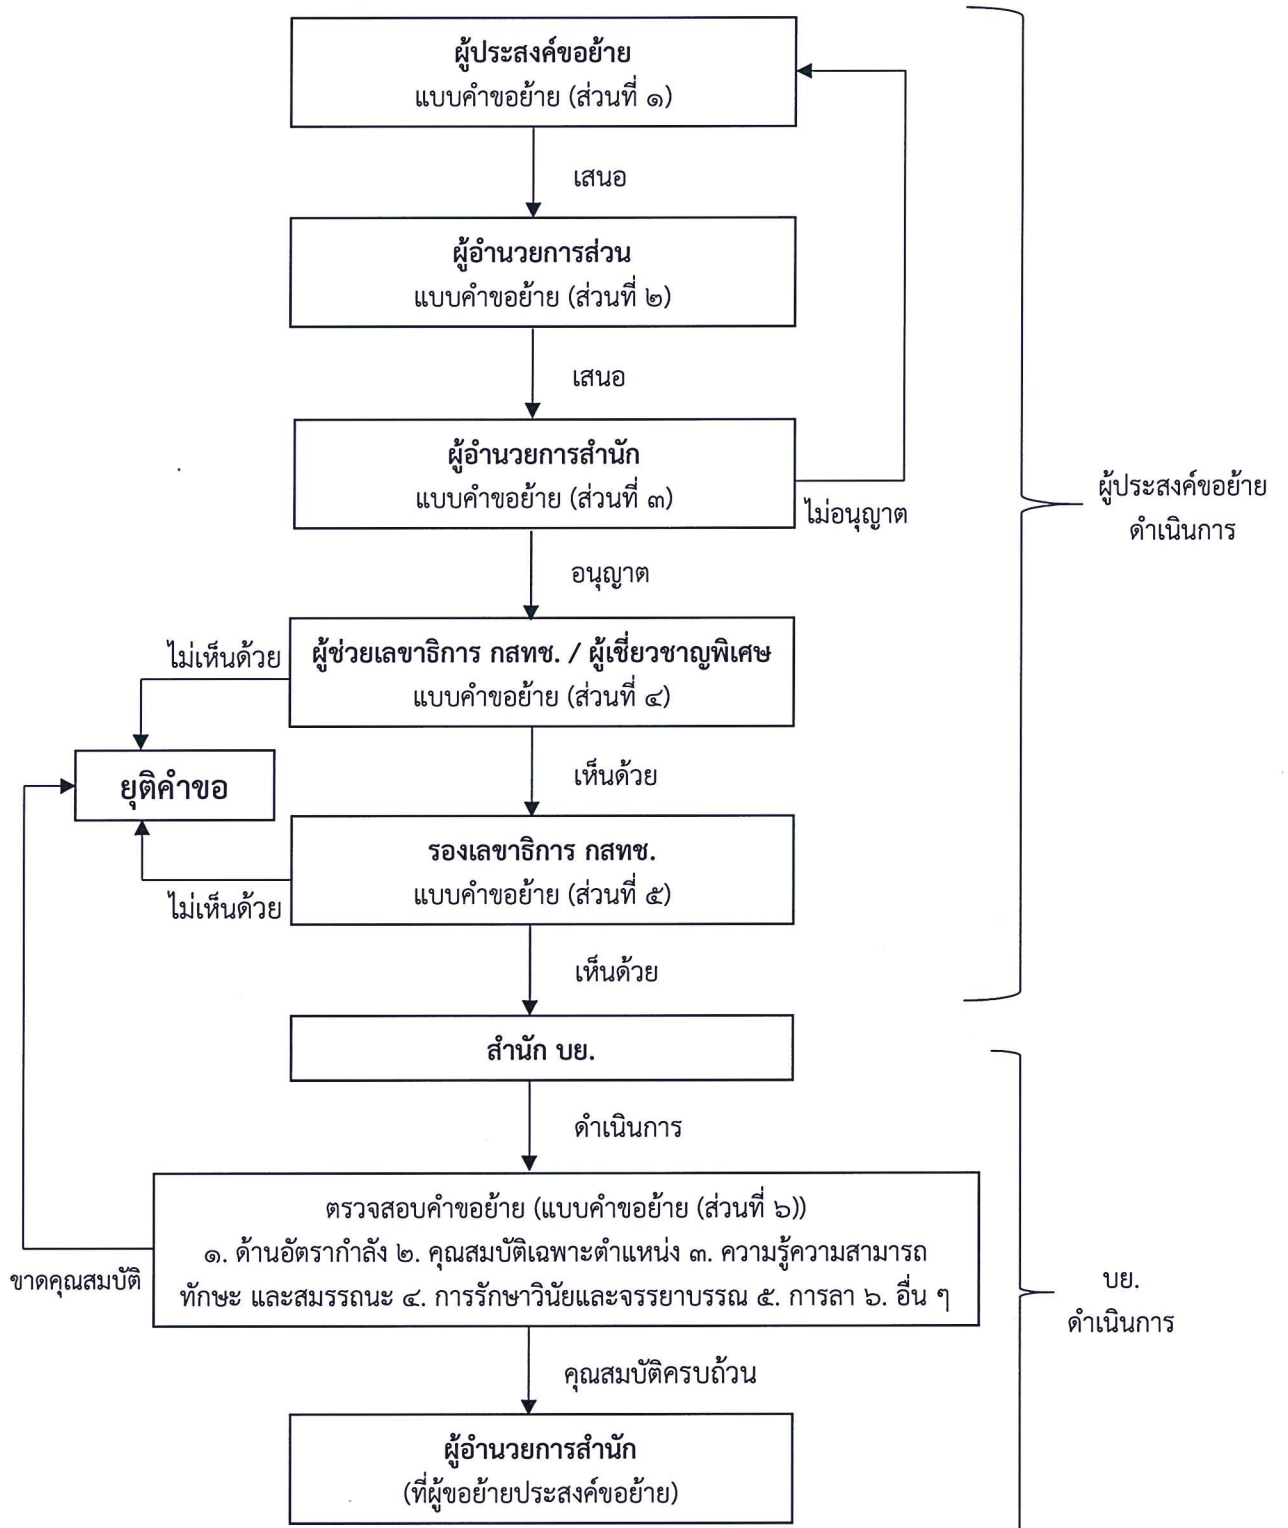 ผู้ประสงค์ขอย้าย
แบบคำขอย้าย (ส่วนที่ ๑)
เสนอ
ผู้อำนวยการส่วน
แบบคำขอย้าย (ส่วนที่ ๒)
เสนอ
ผู้อำนวยการสำนัก
แบบคำขอย้าย (ส่วนที่ ๓)
ไม่อนุญาต
ผู้ประสงค์ขอย้าย
ดำเนินการ
อนุญาต
ไม่เห็นด้วย
ผู้ช่วยเลขาธิการ กสทช. / ผู้เชี่ยวชาญพิเศษ
แบบคำขอย้าย (ส่วนที่ ๔)
เห็นด้วย
ยุติคำขอ
รองเลขาธิการ กสทช.
แบบคำขอย้าย (ส่วนที่ ๕)
ไม่เห็นด้วย
เห็นด้วย
สำนัก บย.
ดำเนินการ
ตรวจสอบคำขอย้าย (แบบคำขอย้าย (ส่วนที่ ๖))
๑. ด้านอัตรากำลัง ๒. คุณสมบัติเฉพาะตำแหน่ง ๓. ความรู้ความสามารถ
ทักษะ และสมรรถนะ ๔. การรักษาวินัยและจรรยาบรรณ ๕. การลา ๖. อื่น ๆ
ขาดคุณสมบัติ
บย.
ดำเนินการ
คุณสมบัติครบถ้วน
ผู้อำนวยการสำนัก
(ที่ผู้ขอย้ายประสงค์ขอย้าย)